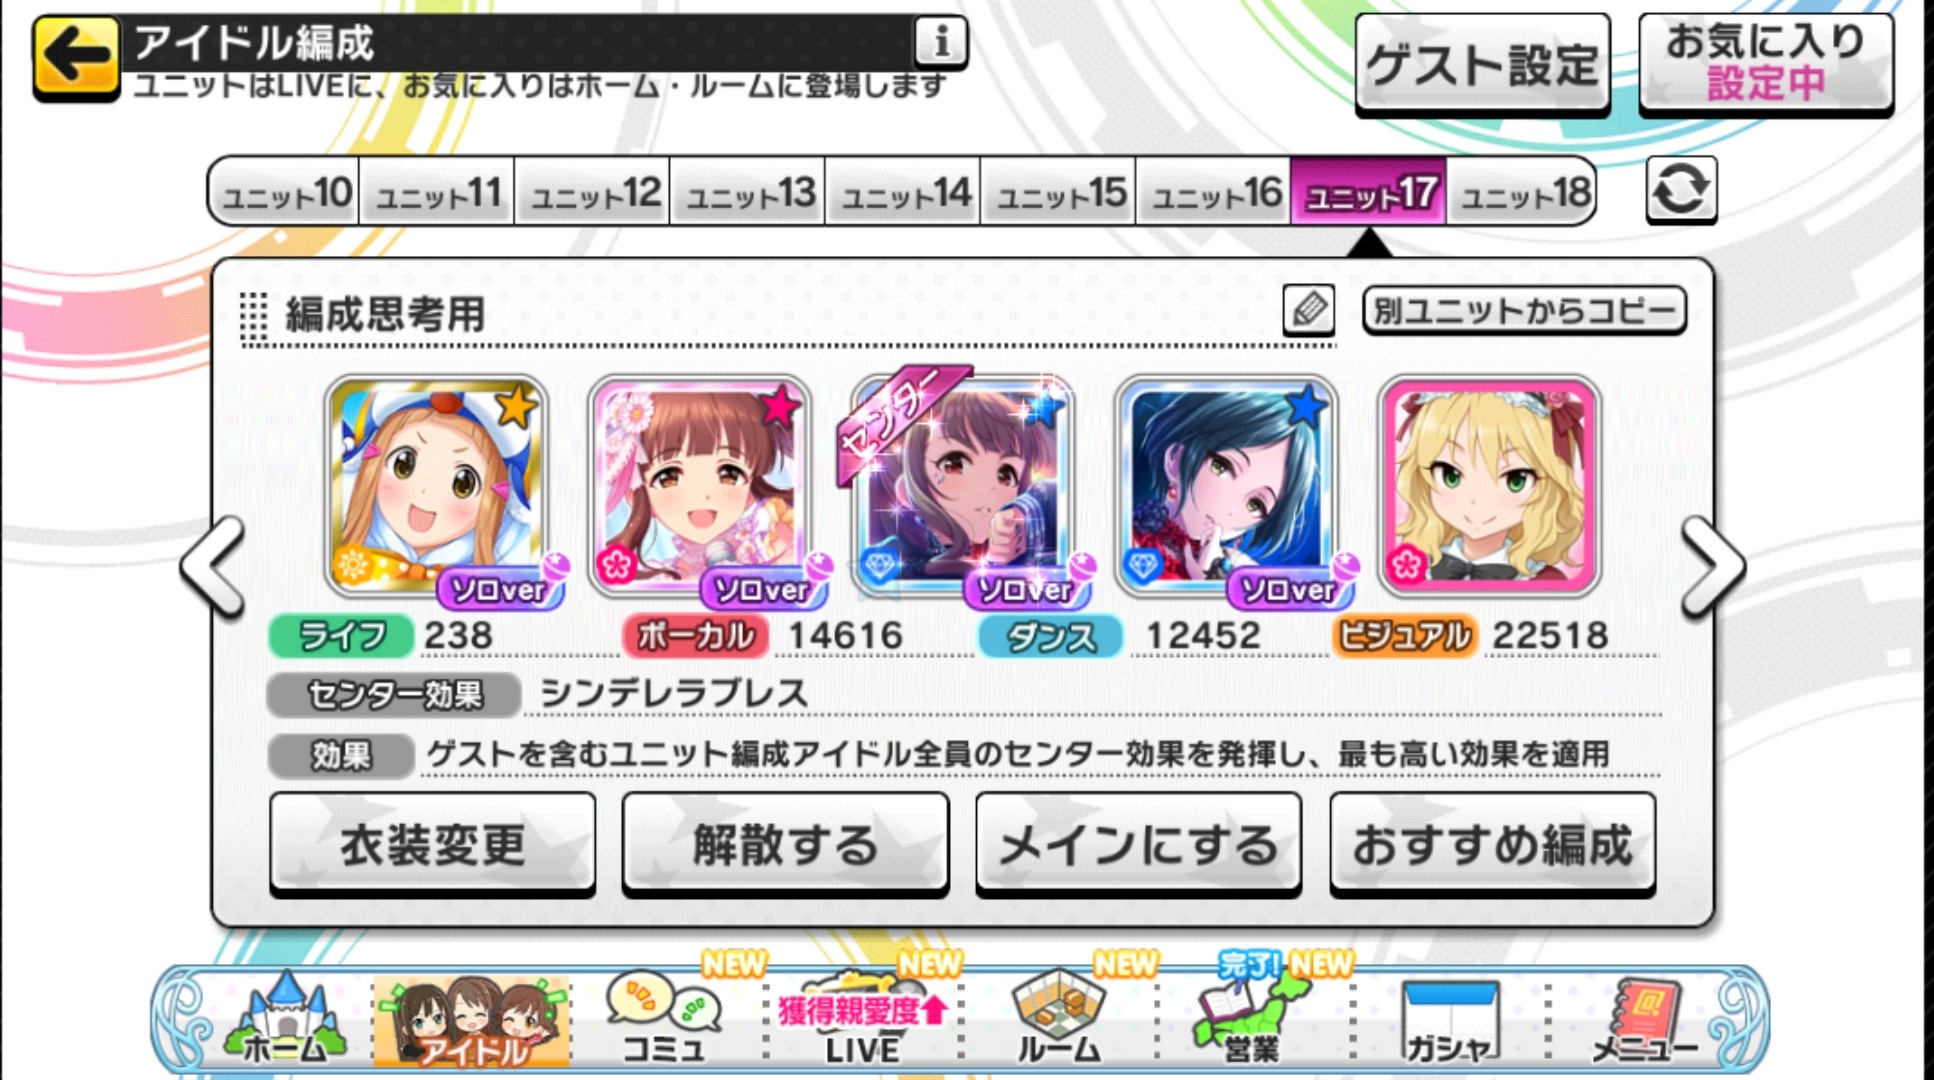 アイドル編成
i
ユニットはLIVEに、お気に入りはホーム・ルームに登場します
ゲスト設定
お気に入り
設定中
ユニット10
ユニット11
ユニット12
ユニット13
ユニット14
ユニット15
ユニット16
ユニット17
ユニット18
編成思考用
別ユニットからコピー
センター
ソロver
ソロver
ソロver
ソロver
ライフ 238
ボーカル 14616
ダンス 12452
ビジュアル 22518
センター効果 シンデレラブレス
効果 ゲストを含むユニット編成アイドル全員のセンター効果を発揮し、最も高い効果を適用
衣装変更
解散する
メインにする
おすすめ編成
ホーム
アイドル
NEW
コミュ
NEW
獲得親愛度
LIVE
NEW
ルーム
完了!
NEW
営業
ガシャ
メニュー